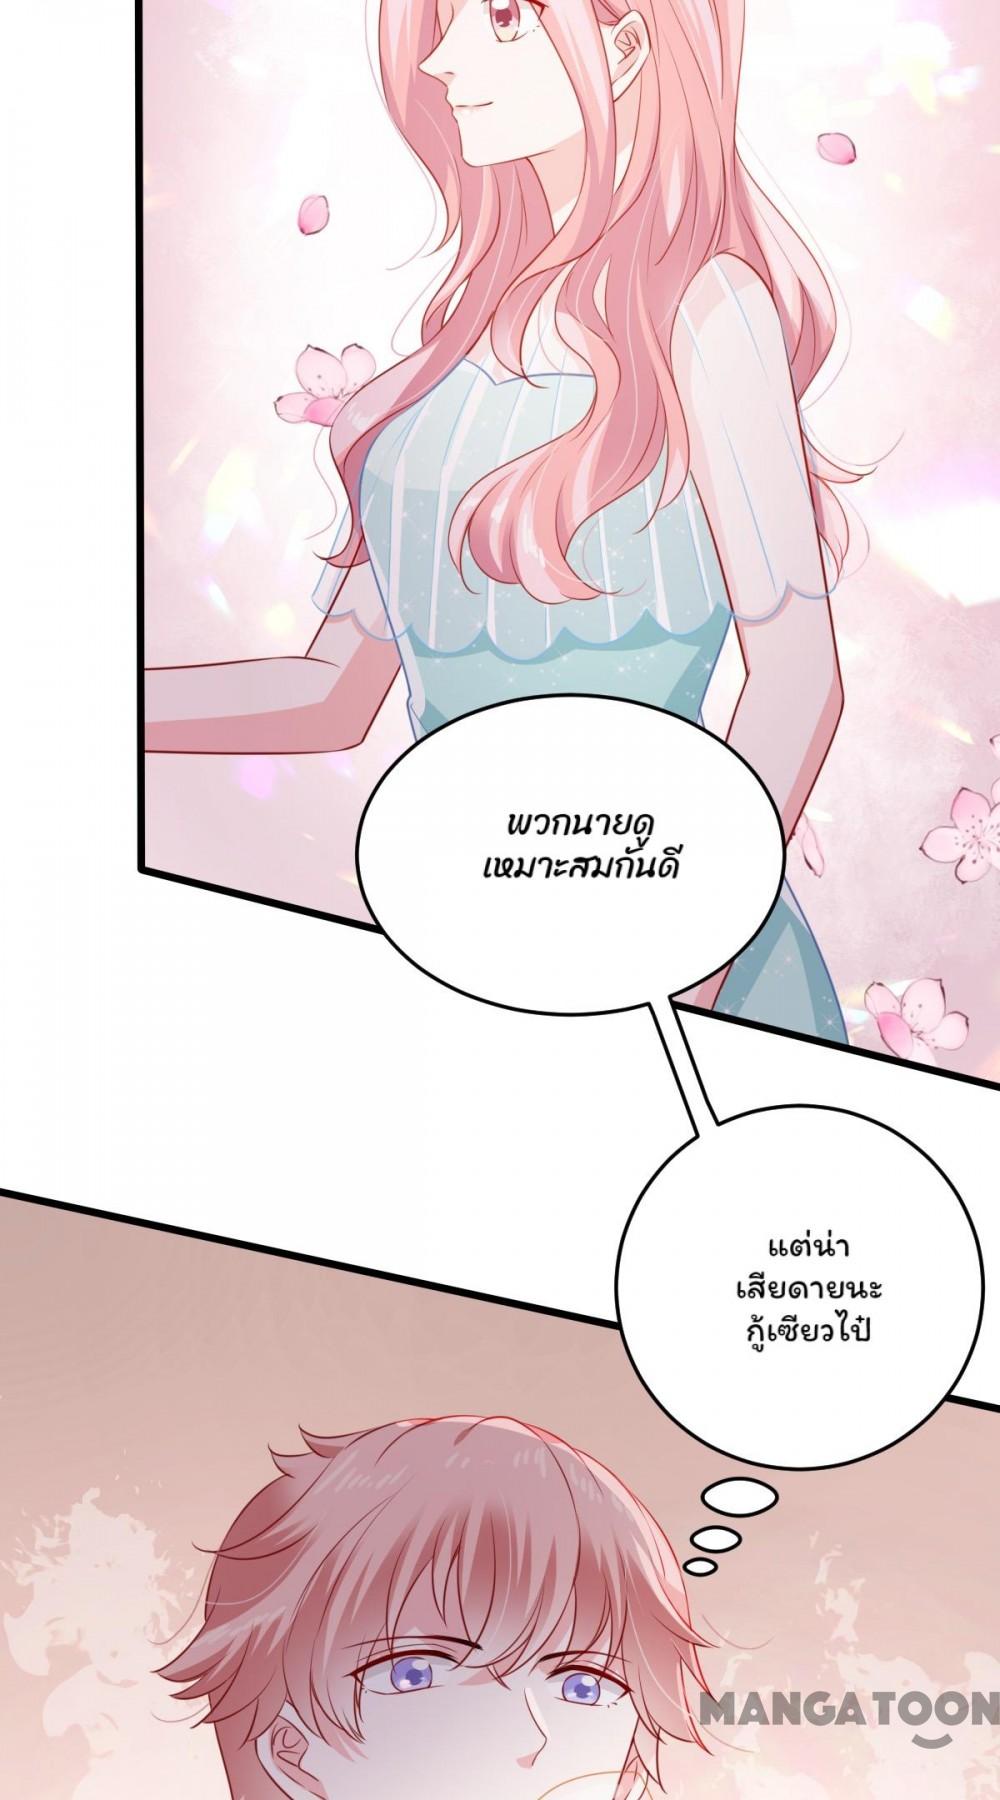 พวกนายดู
เหมาะสมกันดี
แต่น่า
เสียดายนะ
กู้เซียวไป๋
MANGATOON